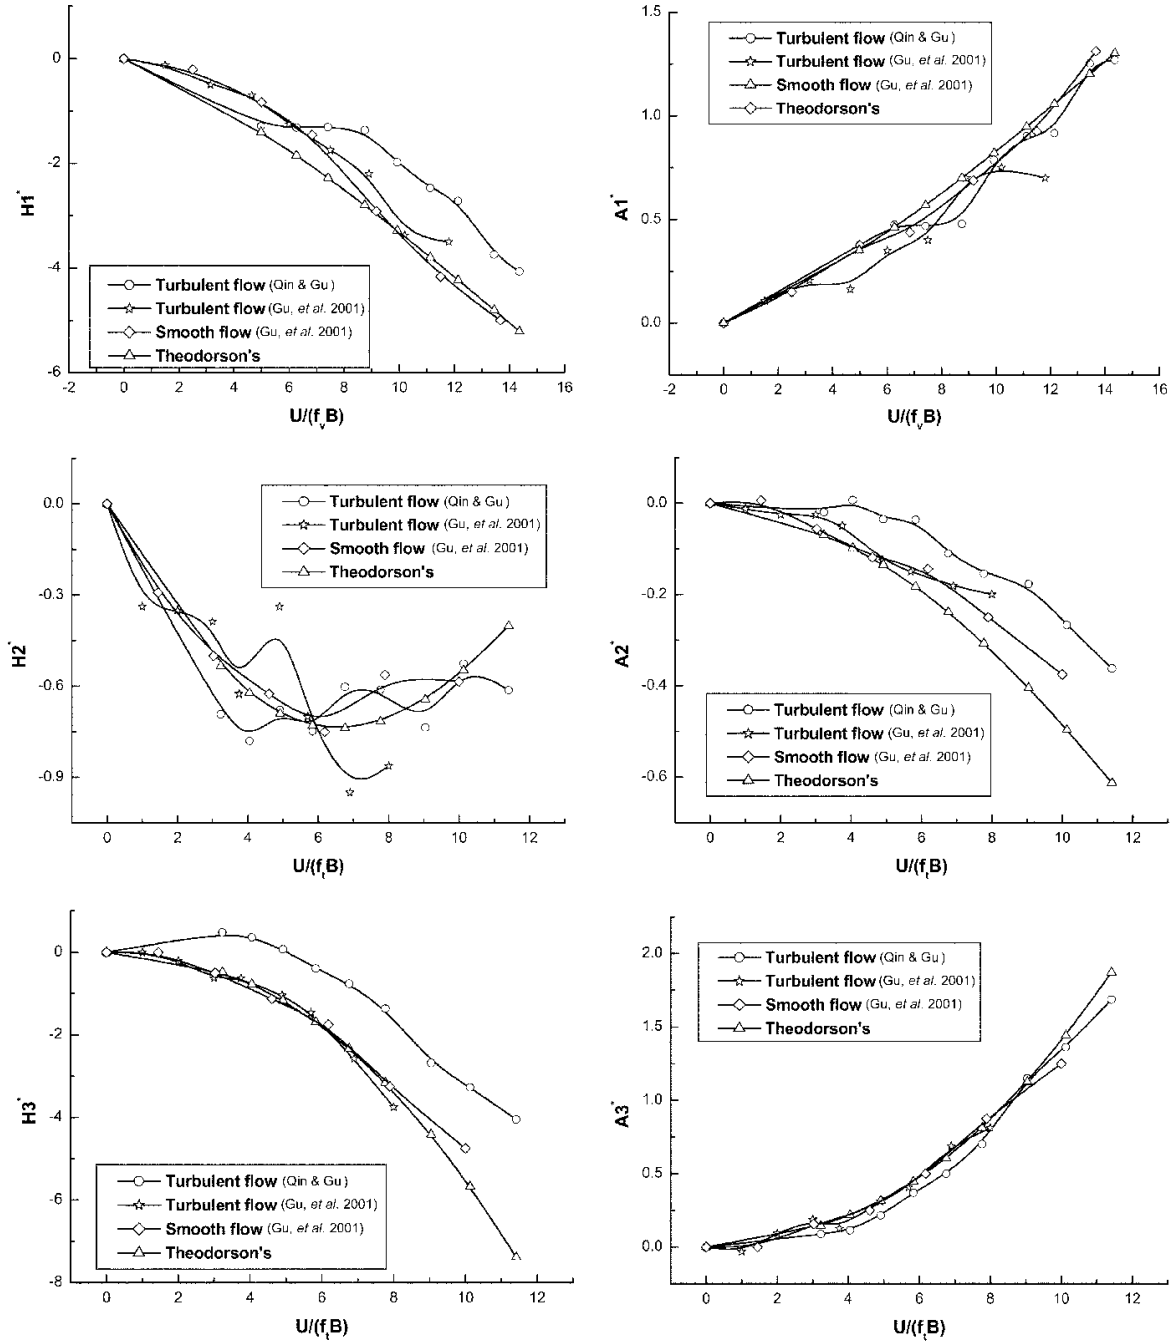 0
-2
-4
-6
H1*
Turbulent flow (Qin & Gu)
Turbulent flow (Gu, et al. 2001)
Smooth flow (Gu, et al. 2001)
Theodorson's
-2 0 2 4 6 8 10 12 14 16
U/(fvB)
1.5
1.0
0.5
0.0
A1*
Turbulent flow (Qin & Gu)
Turbulent flow (Gu, et al. 2001)
Smooth flow (Gu, et al. 2001)
Theodorson's
-2 0 2 4 6 8 10 12 14 16
U/(fvB)
0.0
-0.3
-0.6
-0.9
H2*
Turbulent flow (Qin & Gu)
Turbulent flow (Gu, et al. 2001)
Smooth flow (Gu, et al. 2001)
Theodorson's
0 2 4 6 8 10 12
U/(ftB)
0.0
-0.2
-0.4
-0.6
A2*
Turbulent flow (Qin & Gu)
Turbulent flow (Gu, et al. 2001)
Smooth flow (Gu, et al. 2001)
Theodorson's
0 2 4 6 8 10 12
U/(ftB)
0
-2
-4
-6
-8
H3*
Turbulent flow (Qin & Gu)
Turbulent flow (Gu, et al. 2001)
Smooth flow (Gu, et al. 2001)
Theodorson's
0 2 4 6 8 10 12
U/(ftB)
2.0
1.5
1.0
0.5
0.0
A3*
Turbulent flow (Qin & Gu)
Turbulent flow (Gu, et al. 2001)
Smooth flow (Gu, et al. 2001)
Theodorson's
0 2 4 6 8 10 12
U/(ftB)